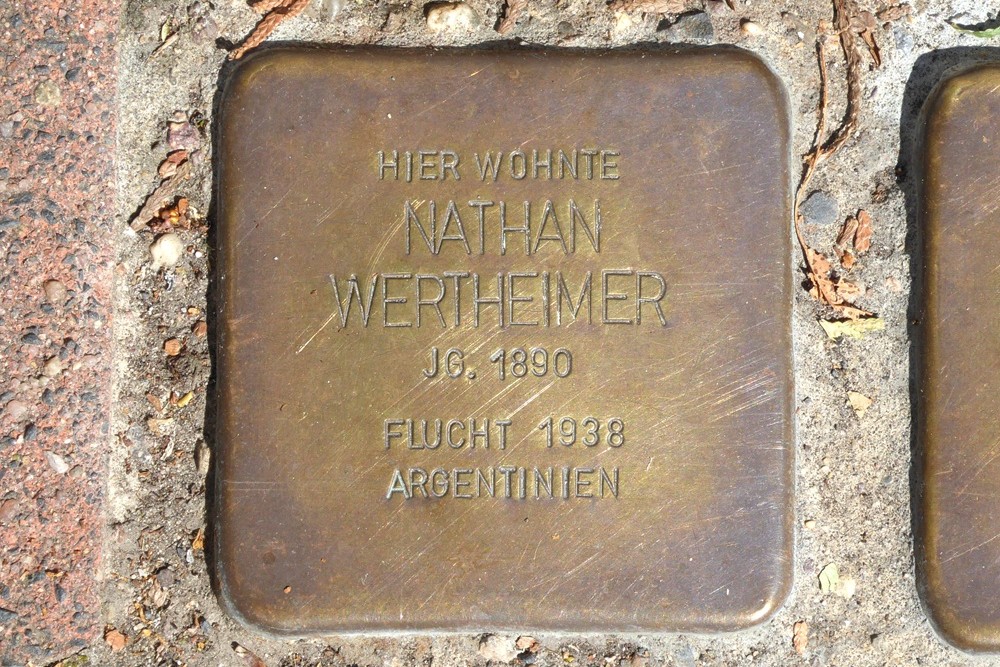 HIER WOHNTE
NATHAN
WERTHEIMER
JG. 1890
FLUCHT 1938
ARGENTINIEN